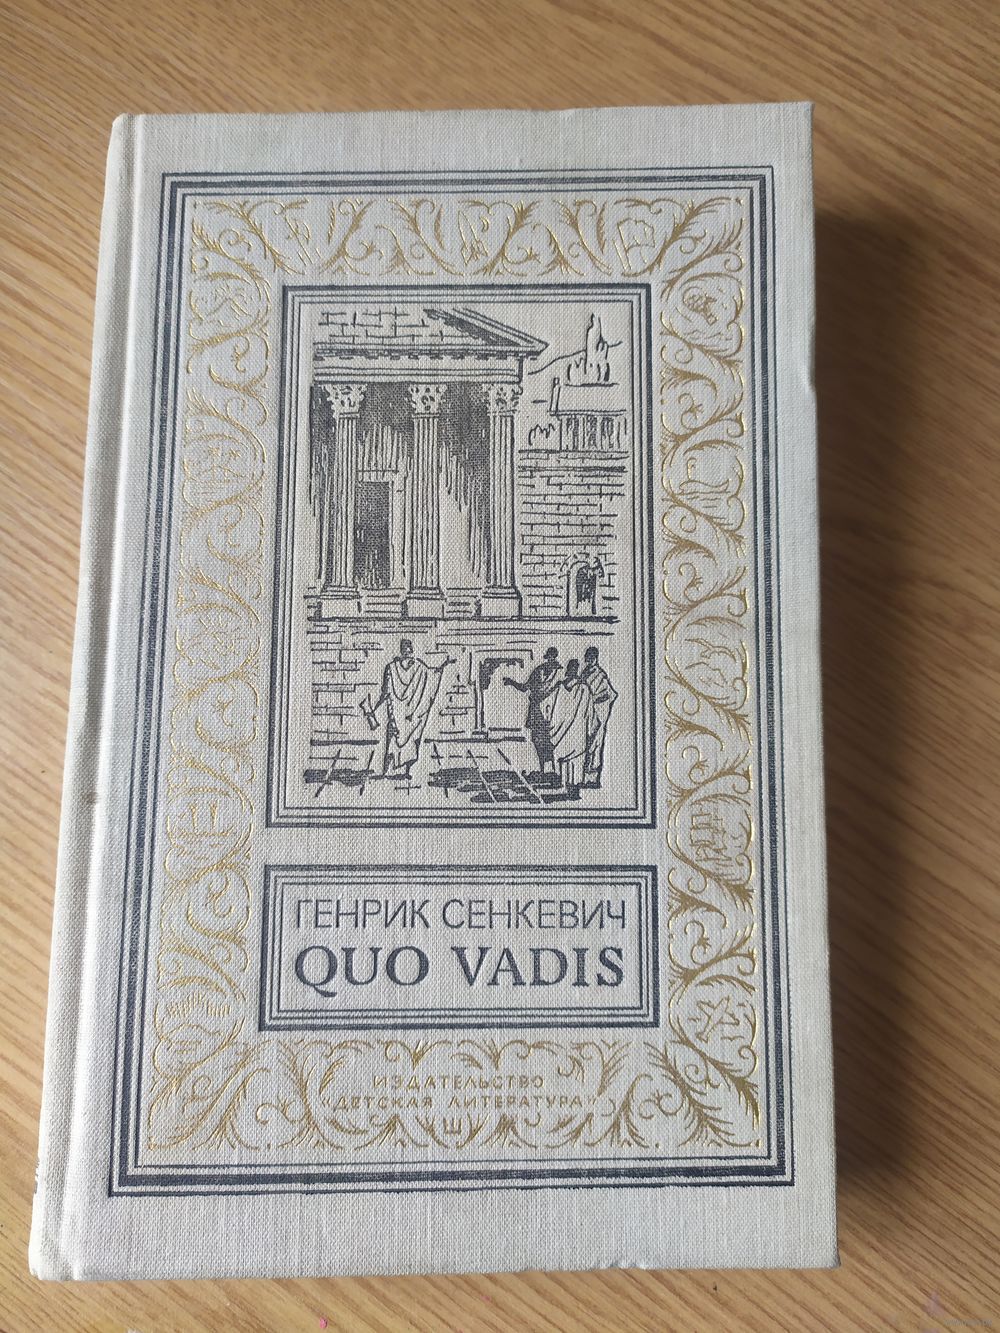 ГЕНРИК СЕНКЕВИЧ
QUO VADIS
ИЗДАТЕЛЬСТВО
«ДЕТСКАЯ ЛИТЕРАТУРА»